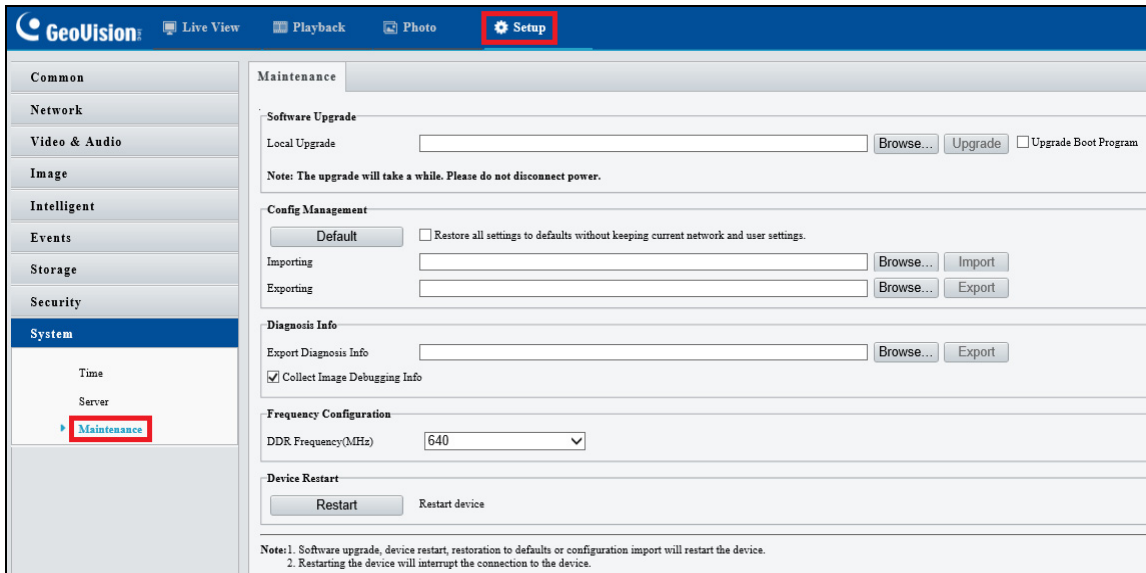 GeoVision Live View Playback Photo Setup
Common
Network
Video & Audio
Image
Intelligent
Events
Storage
Security
System
Time
Server
Maintenance
Maintenance
Software Upgrade
Local Upgrade Browse... Upgrade Upgrade Boot Program
Note: The upgrade will take a while. Please do not disconnect power.
Config Management
Default Restore all settings to defaults without keeping current network and user settings.
Importing Browse... Import
Exporting Browse... Export
Diagnosis Info
Export Diagnosis Info Browse... Export
Collect Image Debugging Info
Frequency Configuration
DDR Frequency(MHz) 640
Device Restart
Restart Restart device
Note:1. Software upgrade, device restart, restoration to defaults or configuration import will restart the device.
2. Restarting the device will interrupt the connection to the device.